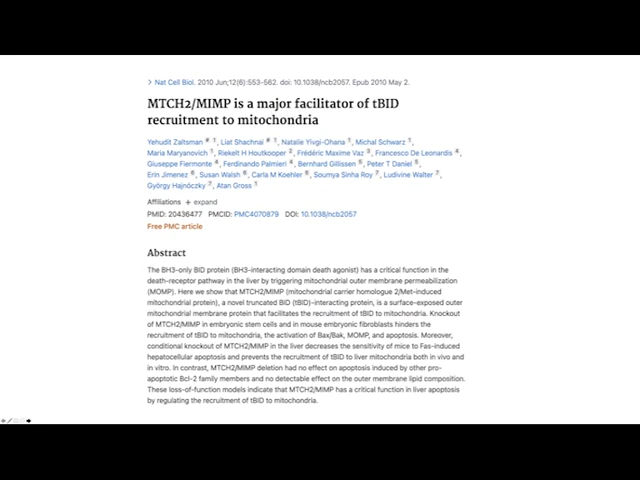 > Nat Cell Biol. 2010 Jun;12(6):553-562. doi: 10.1038/ncb2057. Epub 2010 May 2.
MTCH2/MIMP is a major facilitator of tBID
recruitment to mitochondria
Yehudit Zaltsman # 1, Liat Shachnai # 1, Natalie Yivgi-Ohana 1, Michal Schwarz 1,
Maria Maryanovich 1, Riekelt H Houtkooper 2, Frédéric Maxime Vaz 3, Francesco De Leonardis 4,
Giuseppe Fiermonte 4, Ferdinando Palmieri 4, Bernhard Gillissen 5, Peter T Daniel 5,
Erin Jimenez 6, Susan Walsh 6, Carla M Koehler 6, Soumya Sinha Roy 7, Ludivine Walter 7,
György Hajnóczky 7, Atan Gross 1
Affiliations + expand
PMID: 20436477 PMCID: PMC4070879 DOI: 10.1038/ncb2057
Free PMC article
Abstract
The BH3-only BID protein (BH3-interacting domain death agonist) has a critical function in the
death-receptor pathway in the liver by triggering mitochondrial outer membrane permeabilization
(MOMP). Here we show that MTCH2/MIMP (mitochondrial carrier homologue 2/Met-induced
mitochondrial protein), a novel truncated BID (tBID)-interacting protein, is a surface-exposed outer
mitochondrial membrane protein that facilitates the recruitment of tBID to mitochondria. Knockout
of MTCH2/MIMP in embryonic stem cells and in mouse embryonic fibroblasts hinders the
recruitment of tBID to mitochondria, the activation of Bax/Bak, MOMP, and apoptosis. Moreover,
conditional knockout of MTCH2/MIMP in the liver decreases the sensitivity of mice to Fas-induced
hepatocellular apoptosis and prevents the recruitment of tBID to liver mitochondria both in vivo and
in vitro. In contrast, MTCH2/MIMP deletion had no effect on apoptosis induced by other pro-
apoptotic Bcl-2 family members and no detectable effect on the outer membrane lipid composition.
These loss-of-function models indicate that MTCH2/MIMP has a critical function in liver apoptosis
by regulating the recruitment of tBID to mitochondria.